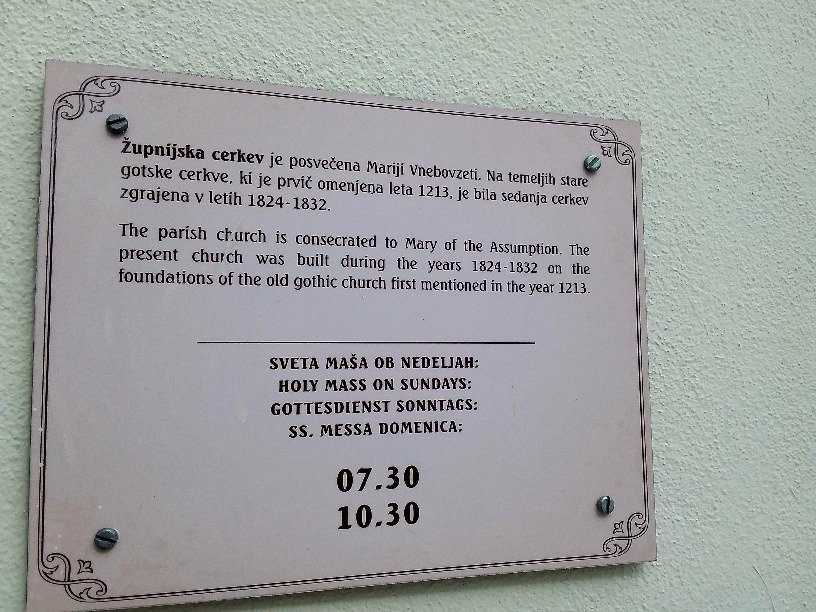 Župnijska cerkev je posvečena Mariji Vnebovzeti. Na temeljih stare
gotske cerkve, ki je prvič omenjena leta 1213, je bila sedanja cerkev
zgrajena v letih 1824-1832.
The parish church is consecrated to Mary of the Assumption. The
present church was built during the years 1824-1832 on the
foundations of the old gothic church first mentioned in the year 1213.
SVETA MAŠA OB NEDELJAH:
HOLY MASS ON SUNDAYS:
GOTTESDIENST SONNTAGS:
SS. MESSA DOMENICA:
07.30
10.30